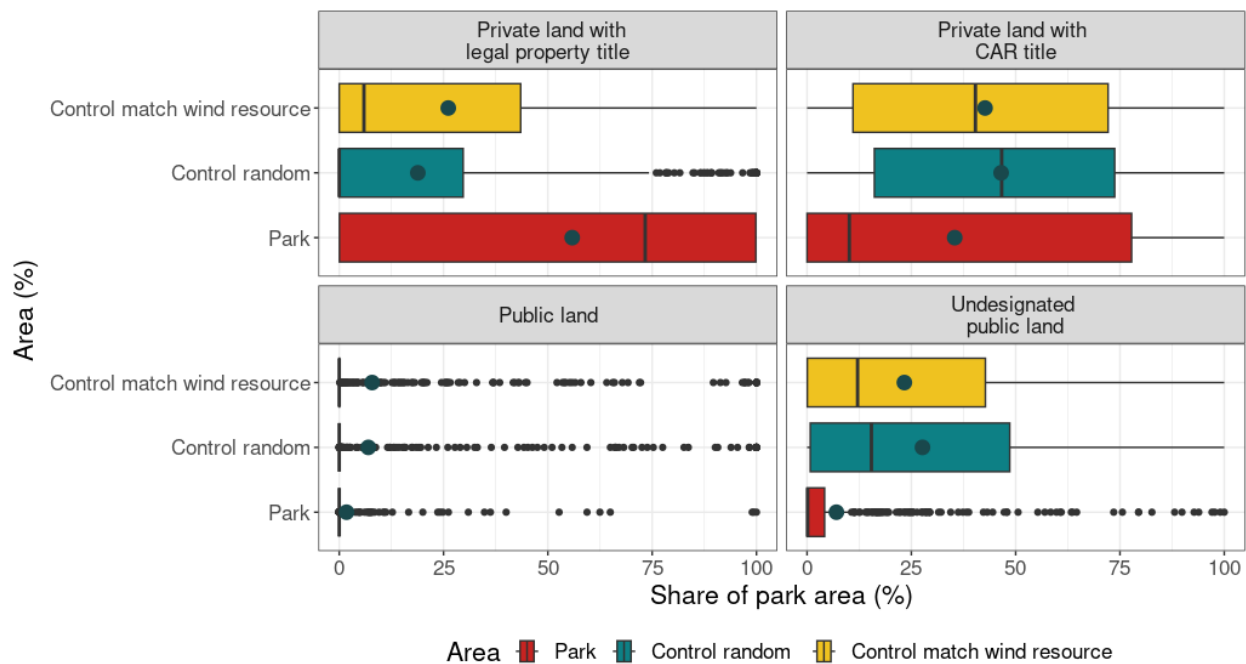 Private land with
legal property title
Private land with
CAR title
Control match wind resource
Control random
Park
Area (%)
Public land
Undesignated
public land
Control match wind resource
Control random
Park
0 25 50 75 100 0 25 50 75 100
Share of park area (%)
Area Park Control random Control match wind resource